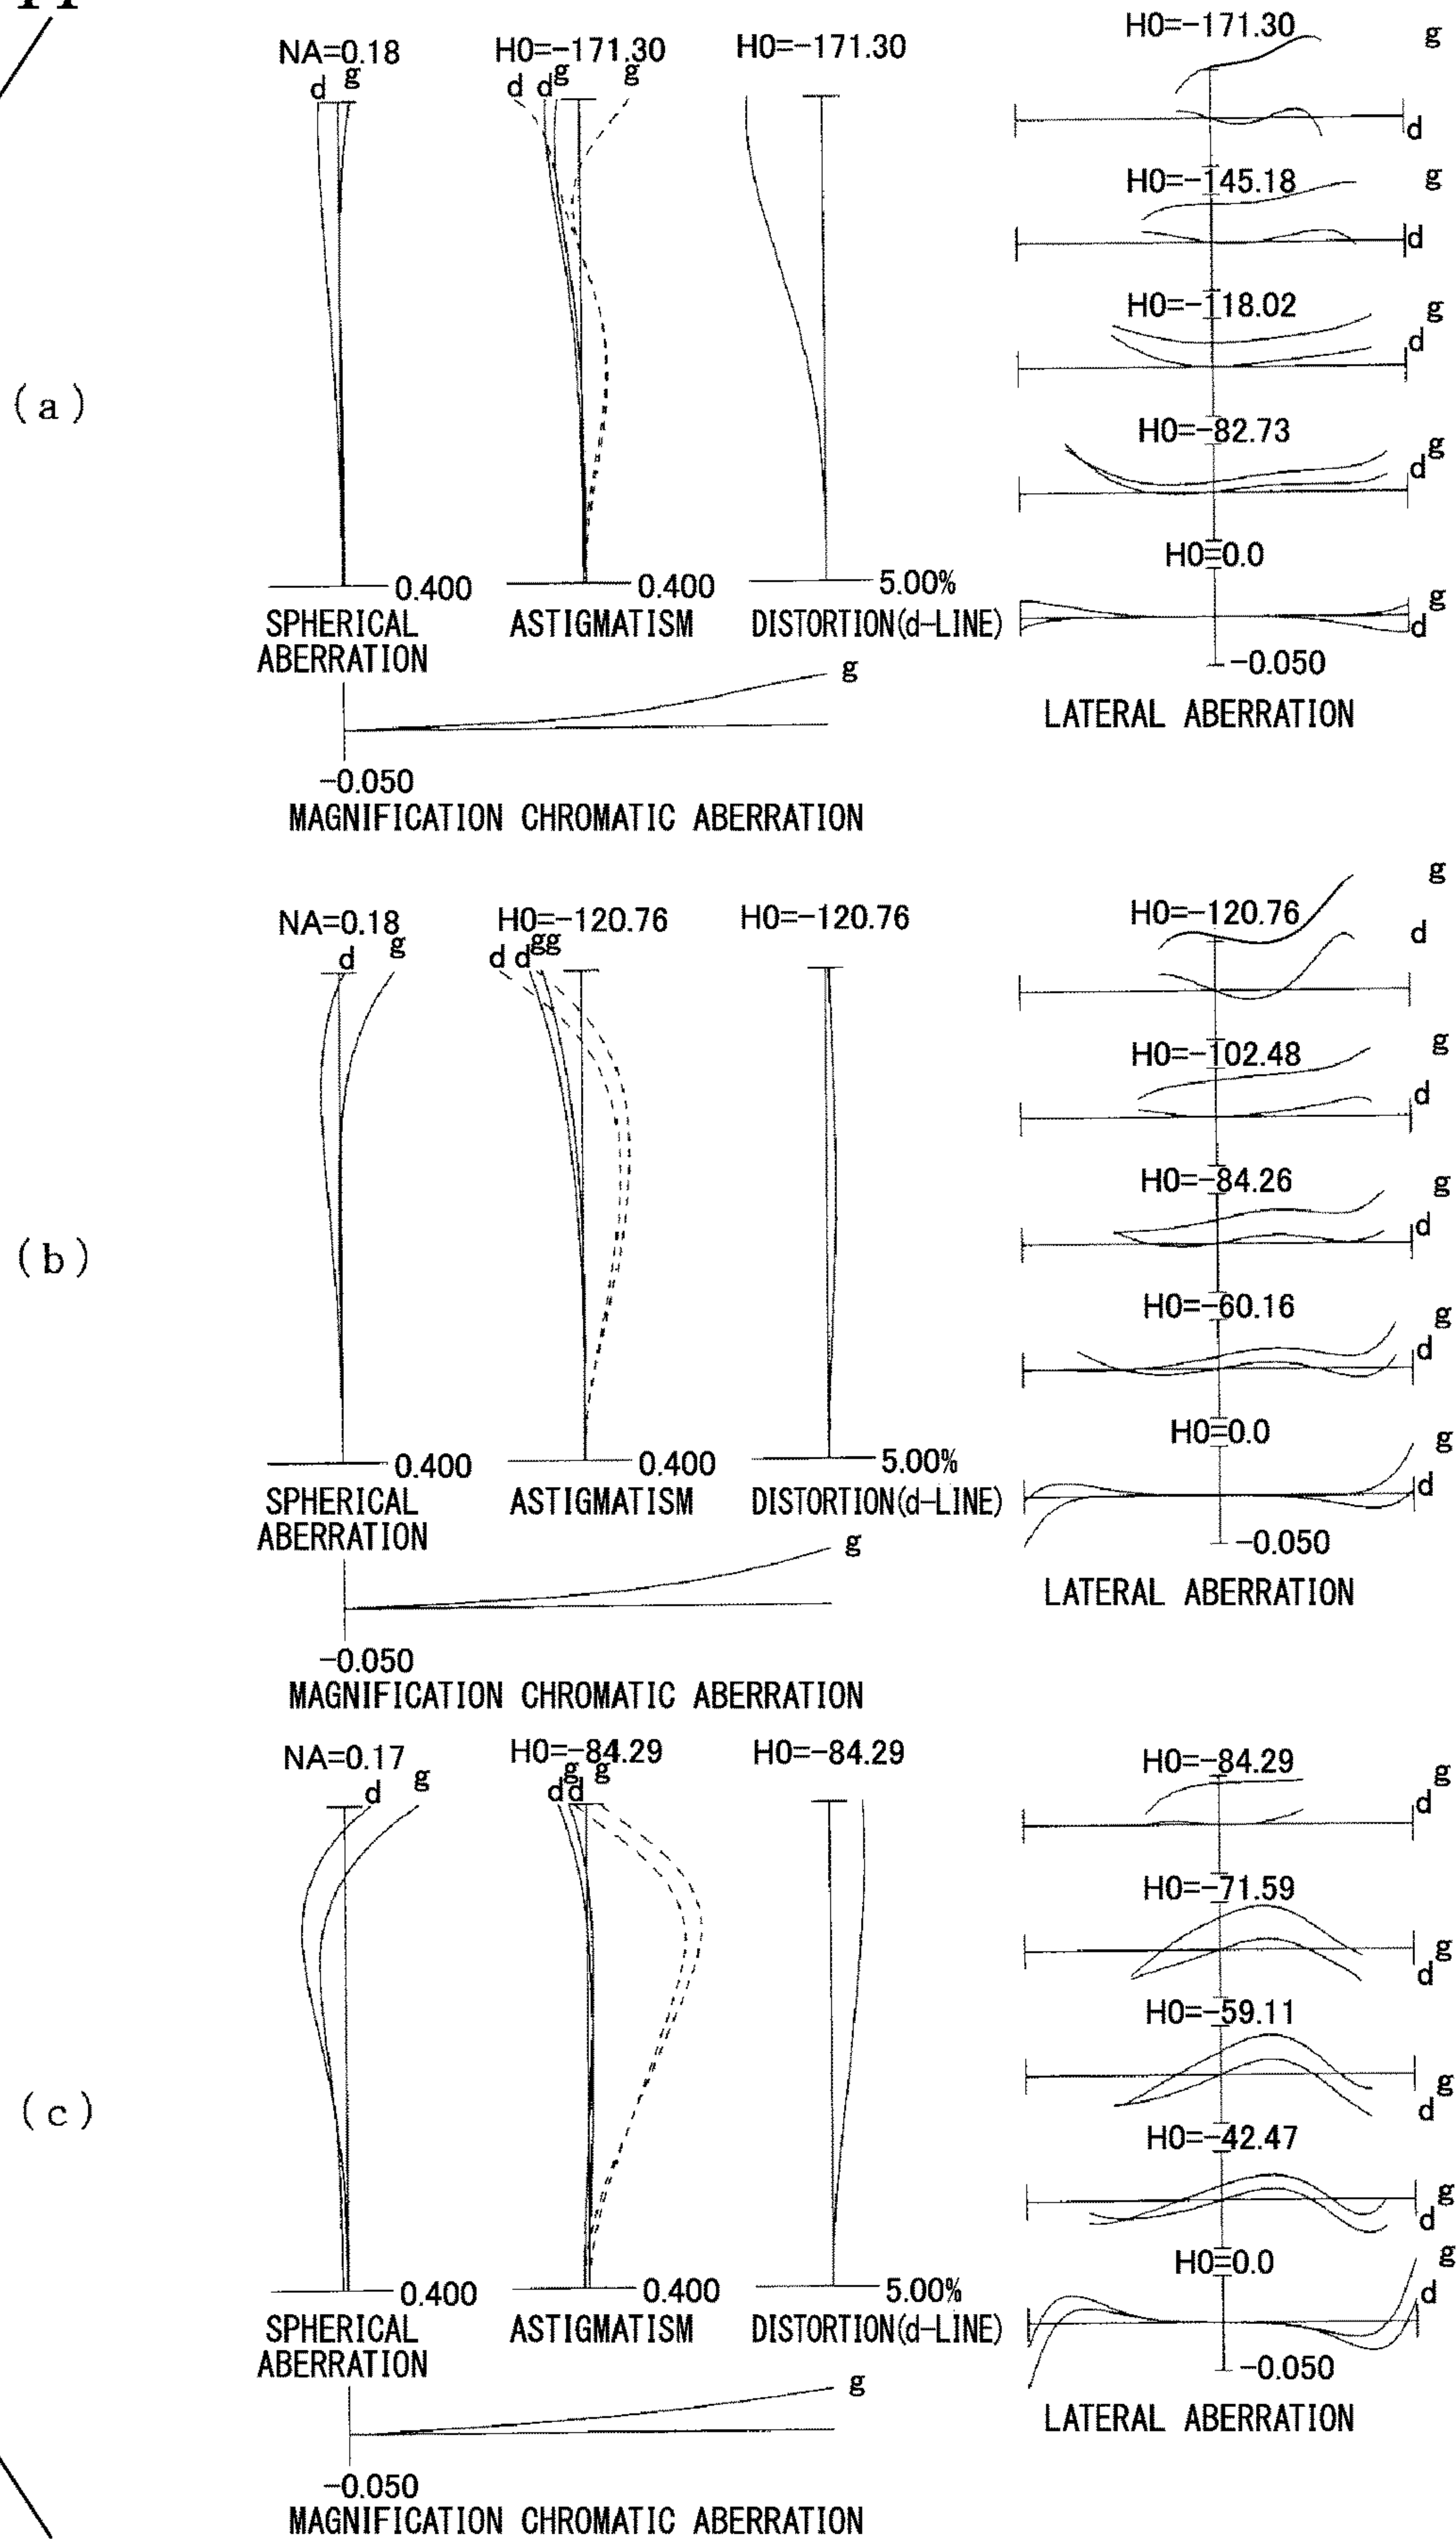 (a)
NA=0.18
d g
H0=-171.30
d d g g
H0=-171.30
0.400
SPHERICAL
ABERRATION
0.400
ASTIGMATISM
5.00%
DISTORTION(d-LINE)
g
-0.050
MAGNIFICATION CHROMATIC ABERRATION
H0=-171.30
g
d
H0=-145.18
g
d
H0=-118.02
g
d
H0=-82.73
g
d
H0=0.0
g
d
-0.050
LATERAL ABERRATION
(b)
NA=0.18
d g
H0=-120.76
d d g g
H0=-120.76
0.400
SPHERICAL
ABERRATION
0.400
ASTIGMATISM
5.00%
DISTORTION(d-LINE)
g
-0.050
MAGNIFICATION CHROMATIC ABERRATION
H0=-120.76
g
d
H0=-102.48
g
d
H0=-84.26
g
d
H0=-60.16
g
d
H0=0.0
g
d
-0.050
LATERAL ABERRATION
(c)
NA=0.17
d g
H0=-84.29
d d g g
H0=-84.29
0.400
SPHERICAL
ABERRATION
0.400
ASTIGMATISM
5.00%
DISTORTION(d-LINE)
g
-0.050
MAGNIFICATION CHROMATIC ABERRATION
H0=-84.29
g
d
H0=-71.59
g
d
H0=-59.11
g
d
H0=-42.47
g
d
H0=0.0
g
d
-0.050
LATERAL ABERRATION